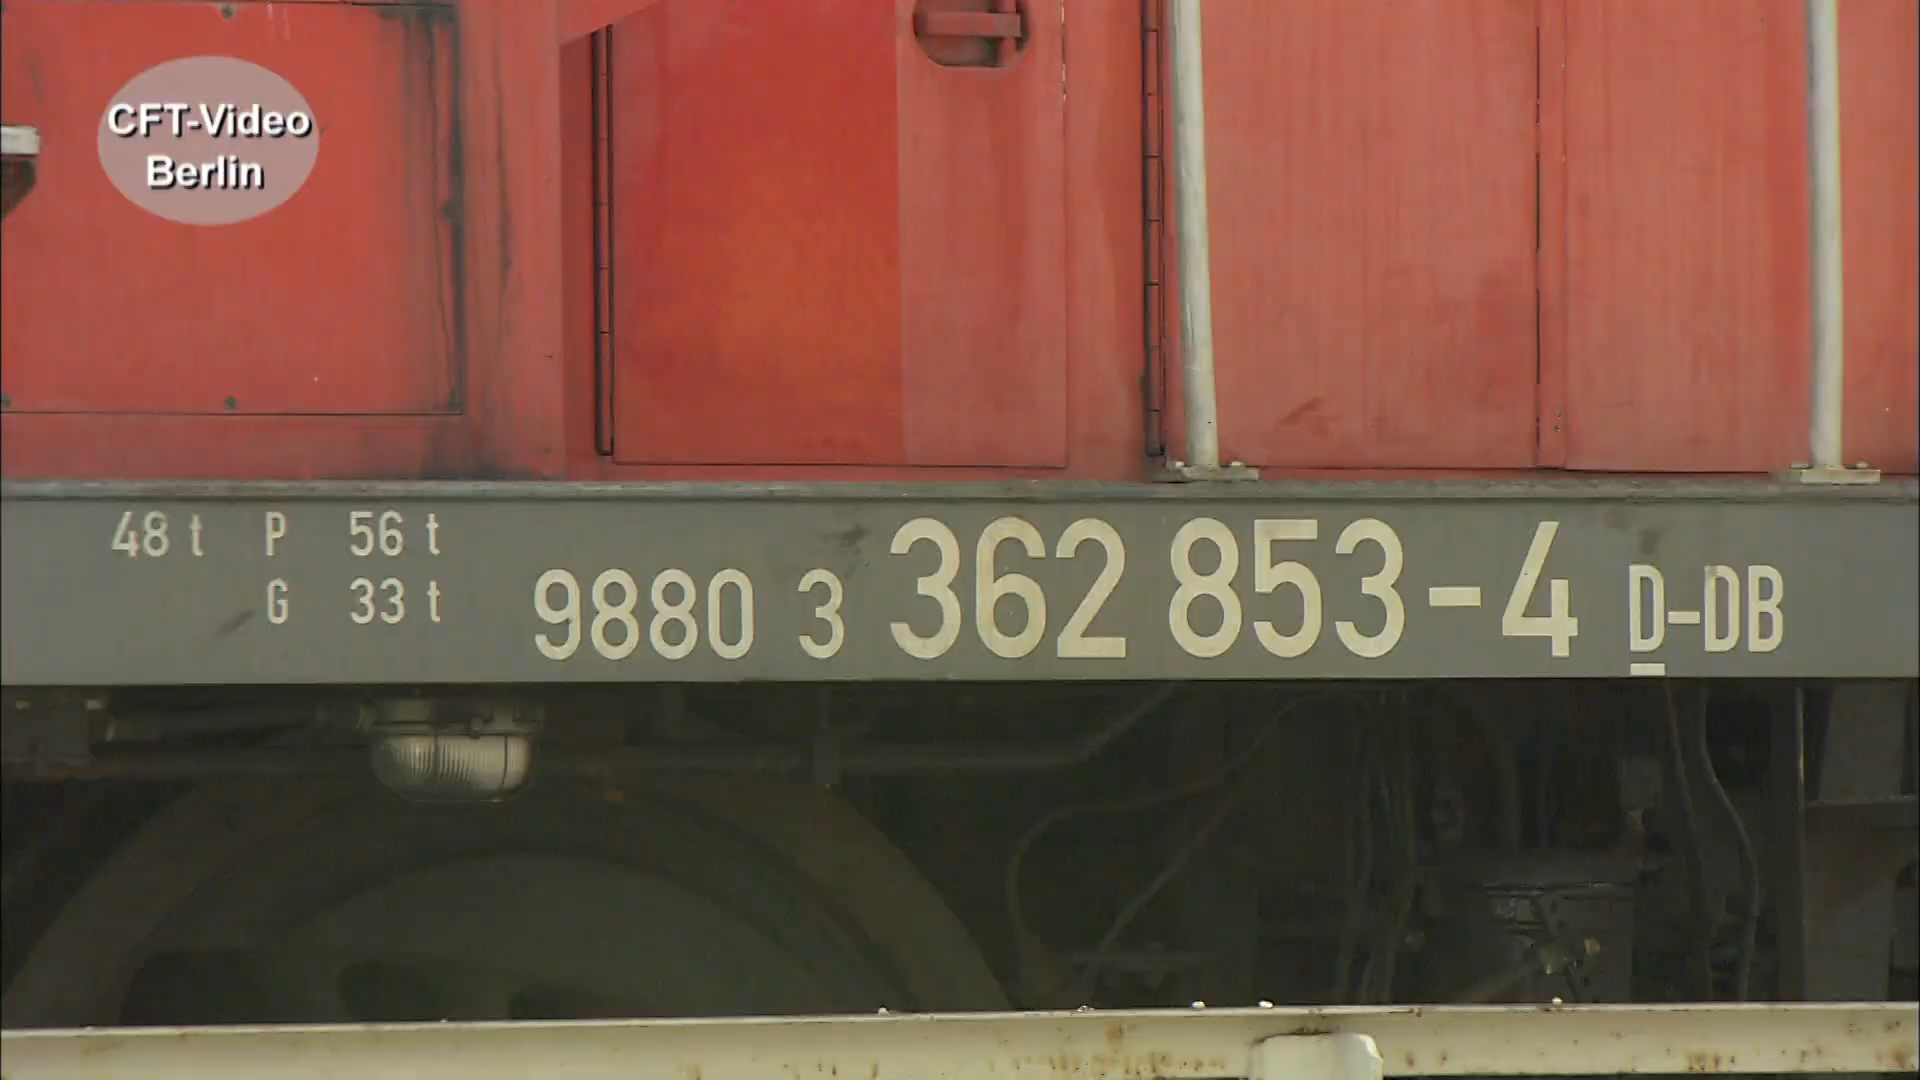 CFT-Video
Berlin
48 t P 56 t
G 33 t
9880 3 362 853-4 D-DB